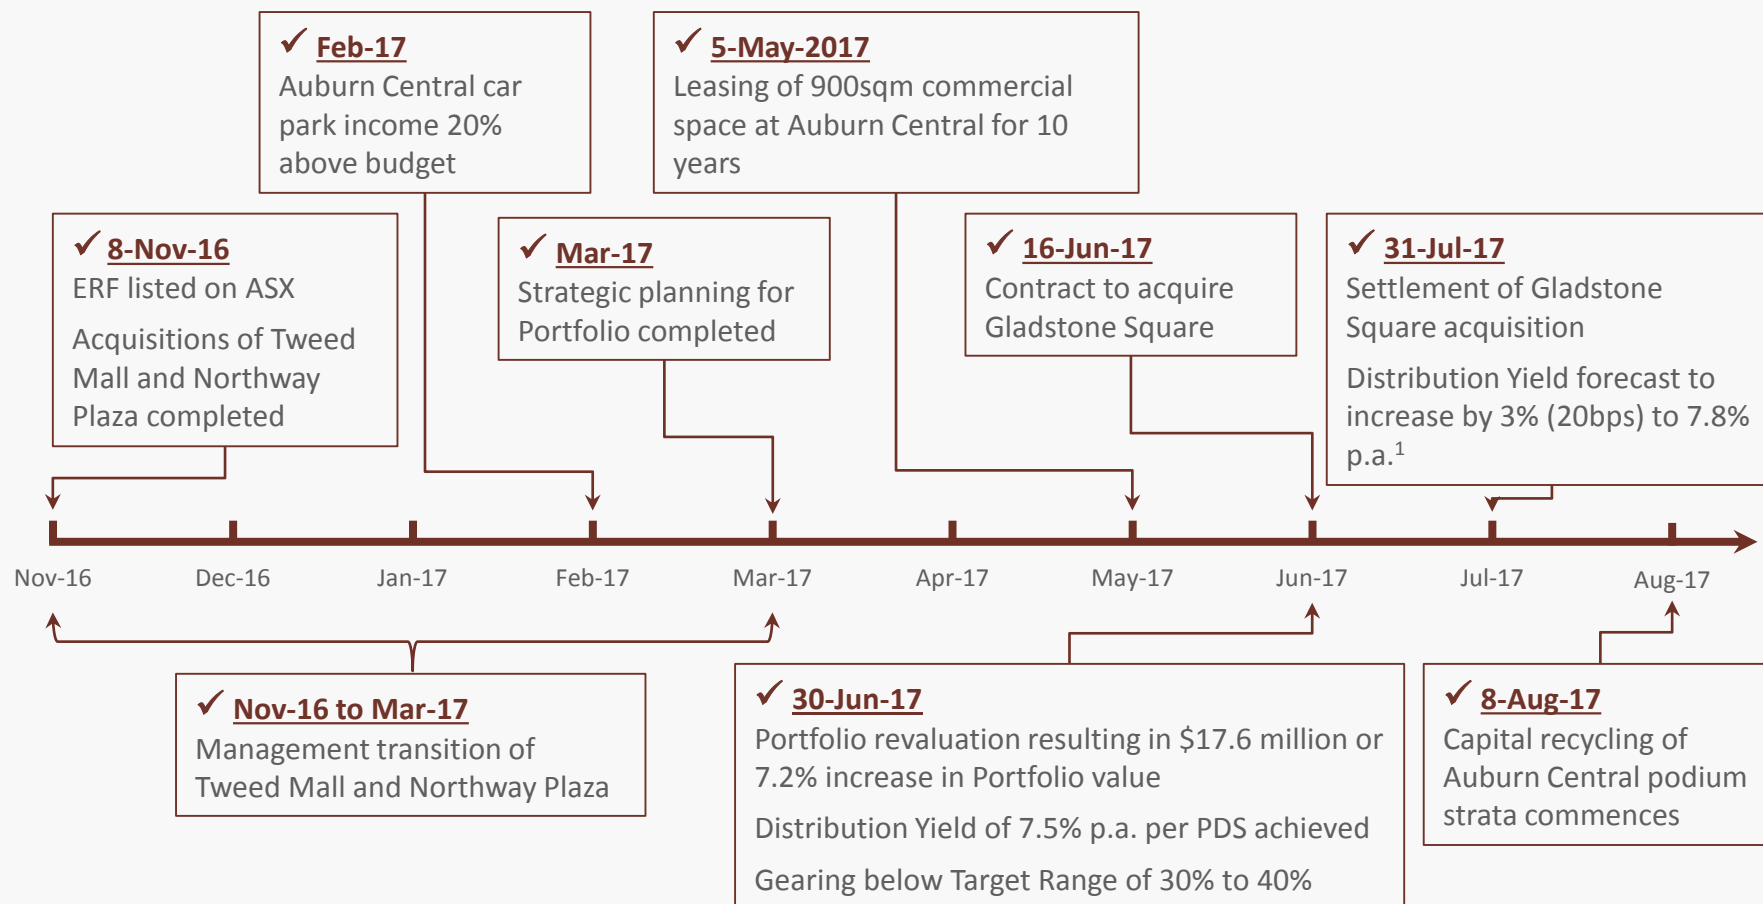 ✓ Feb-17
Auburn Central car
park income 20%
above budget
✓ 5-May-2017
Leasing of 900sqm commercial
space at Auburn Central for 10
years
✓ 8-Nov-16
ERF listed on ASX
Acquisitions of Tweed
Mall and Northway
Plaza completed
✓ Mar-17
Strategic planning for
Portfolio completed
✓ 16-Jun-17
Contract to acquire
Gladstone Square
✓ 31-Jul-17
Settlement of Gladstone
Square acquisition
Distribution Yield forecast to
increase by 3% (20bps) to 7.8%
p.a.¹
Nov-16 Dec-16 Jan-17 Feb-17 Mar-17 Apr-17 May-17 Jun-17 Jul-17 Aug-17
✓ Nov-16 to Mar-17
Management transition of
Tweed Mall and Northway Plaza
✓ 30-Jun-17
Portfolio revaluation resulting in $17.6 million or
7.2% increase in Portfolio value
Distribution Yield of 7.5% p.a. per PDS achieved
Gearing below Target Range of 30% to 40%
✓ 8-Aug-17
Capital recycling of
Auburn Central podium
strata commences